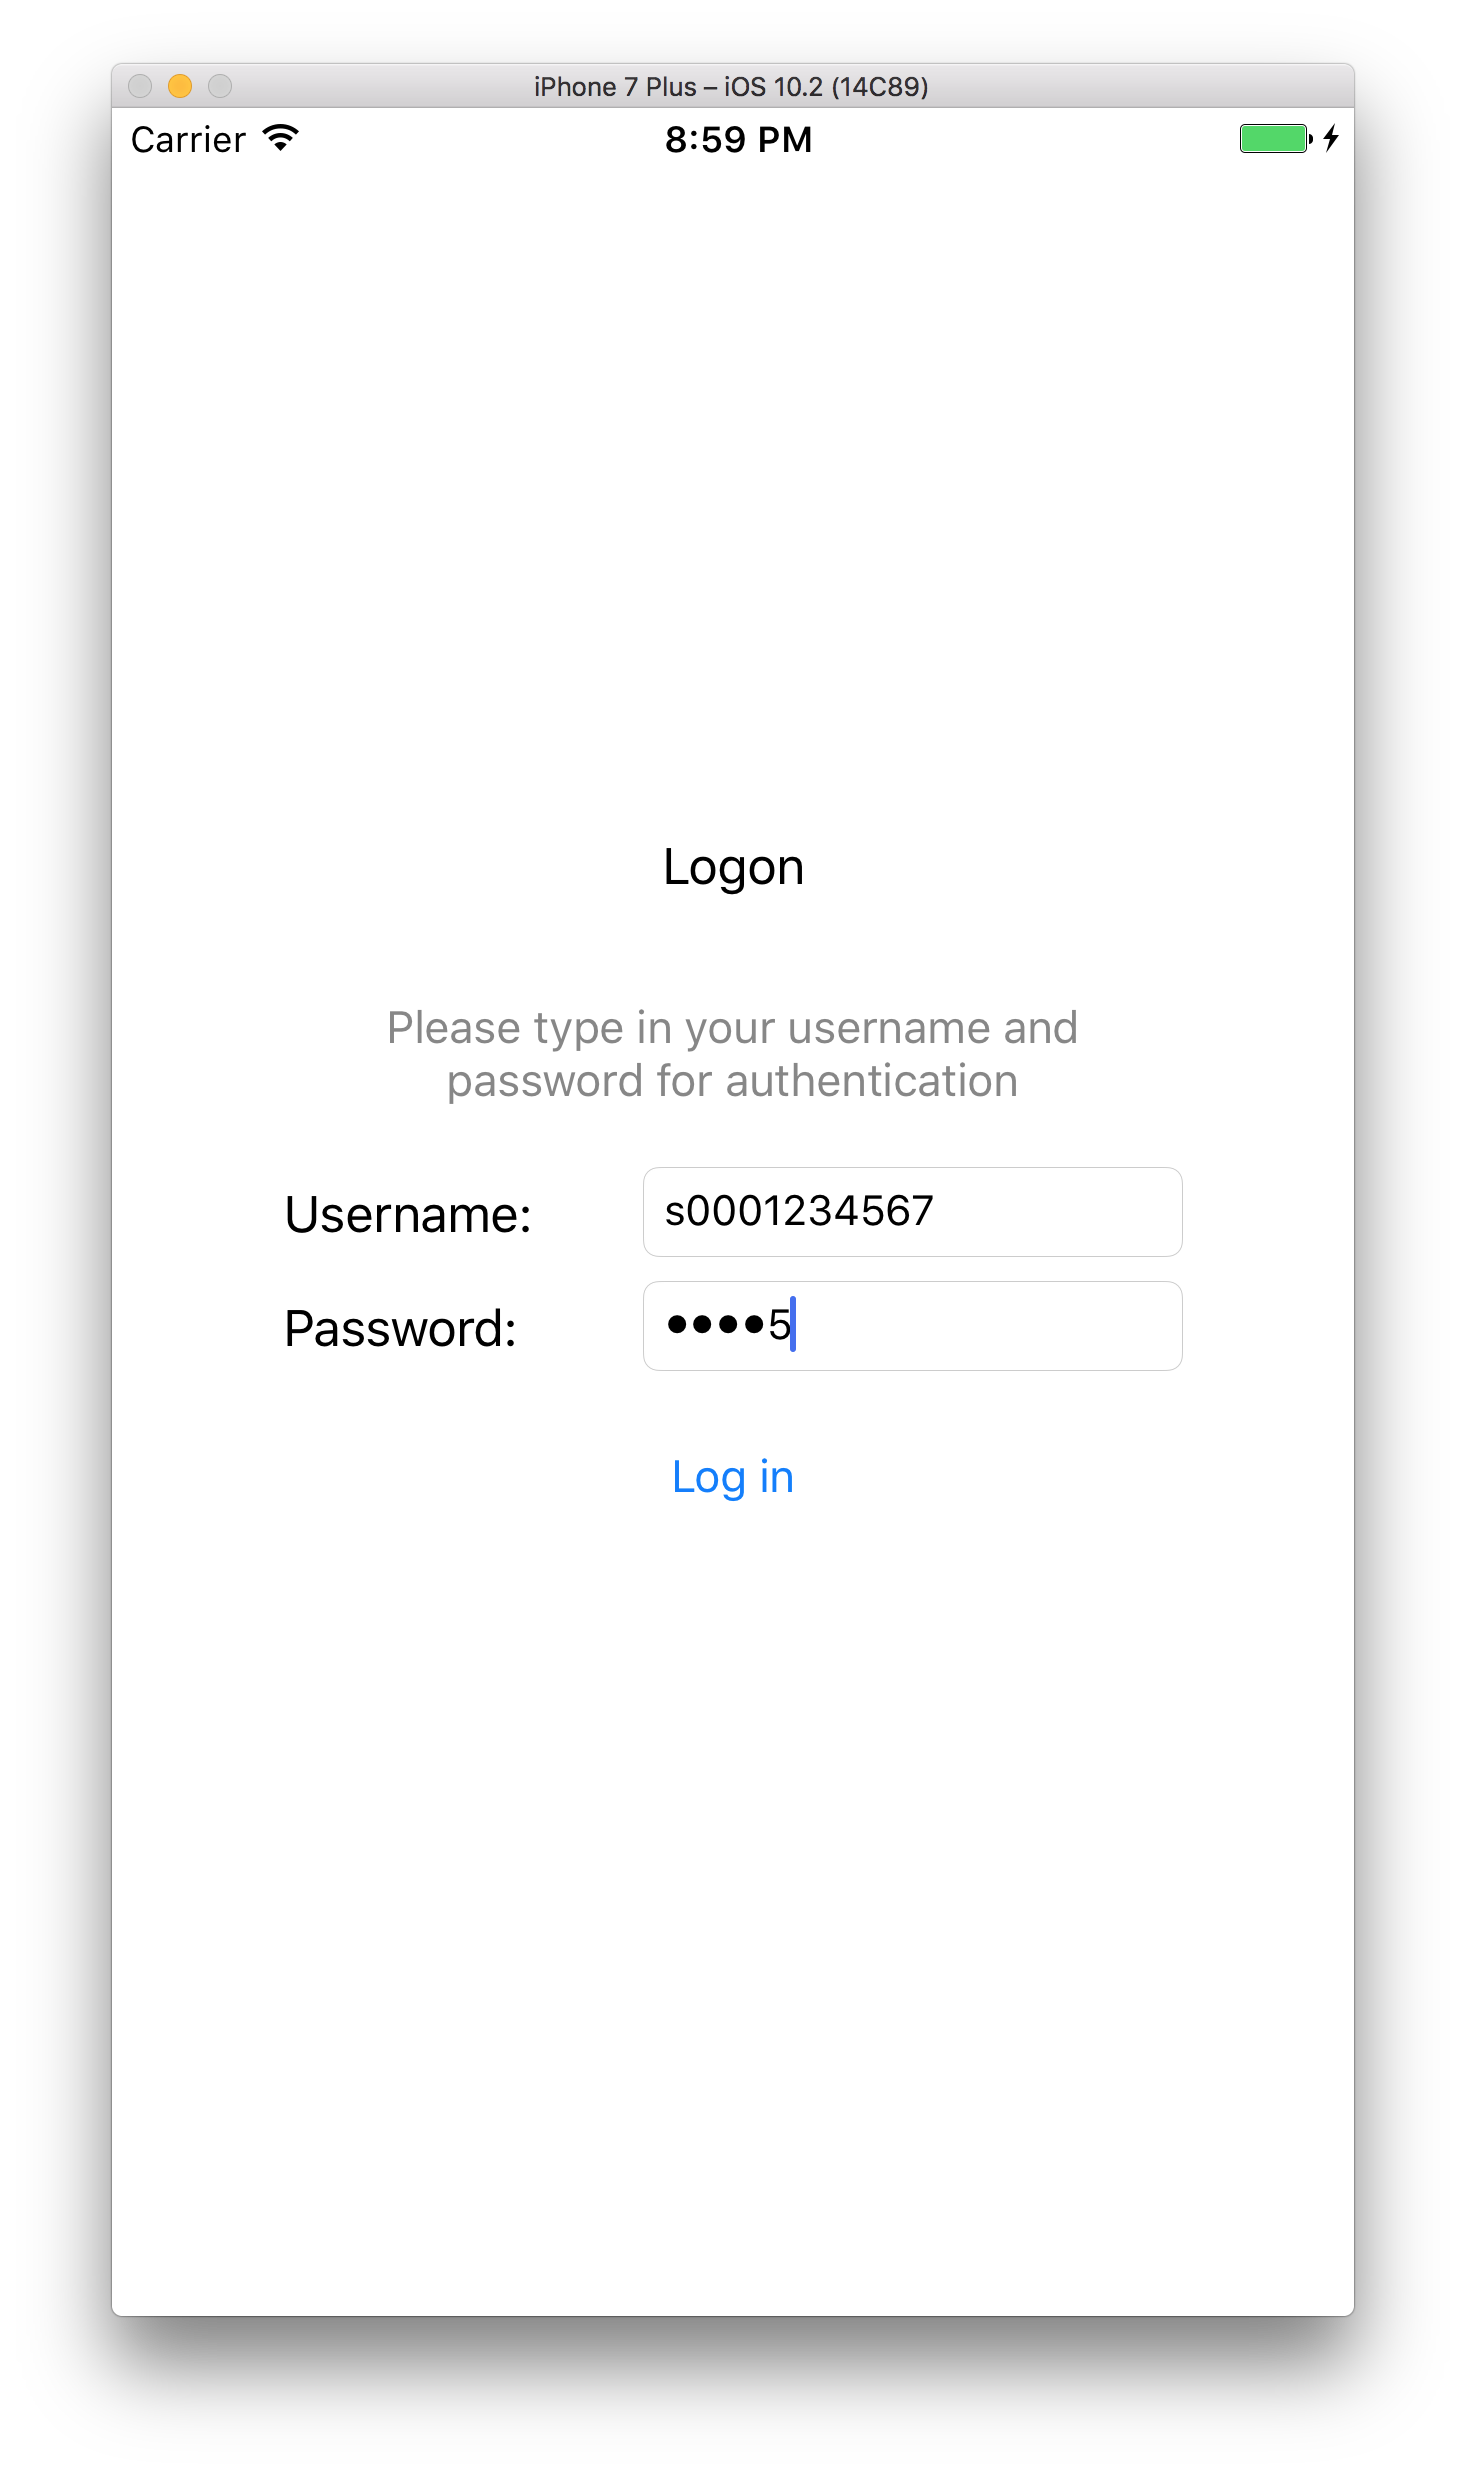 iPhone 7 Plus – iOS 10.2 (14C89)
Carrier 8:59 PM
Logon
Please type in your username and
password for authentication
Username: s0001234567
Password: ••••5
Log in